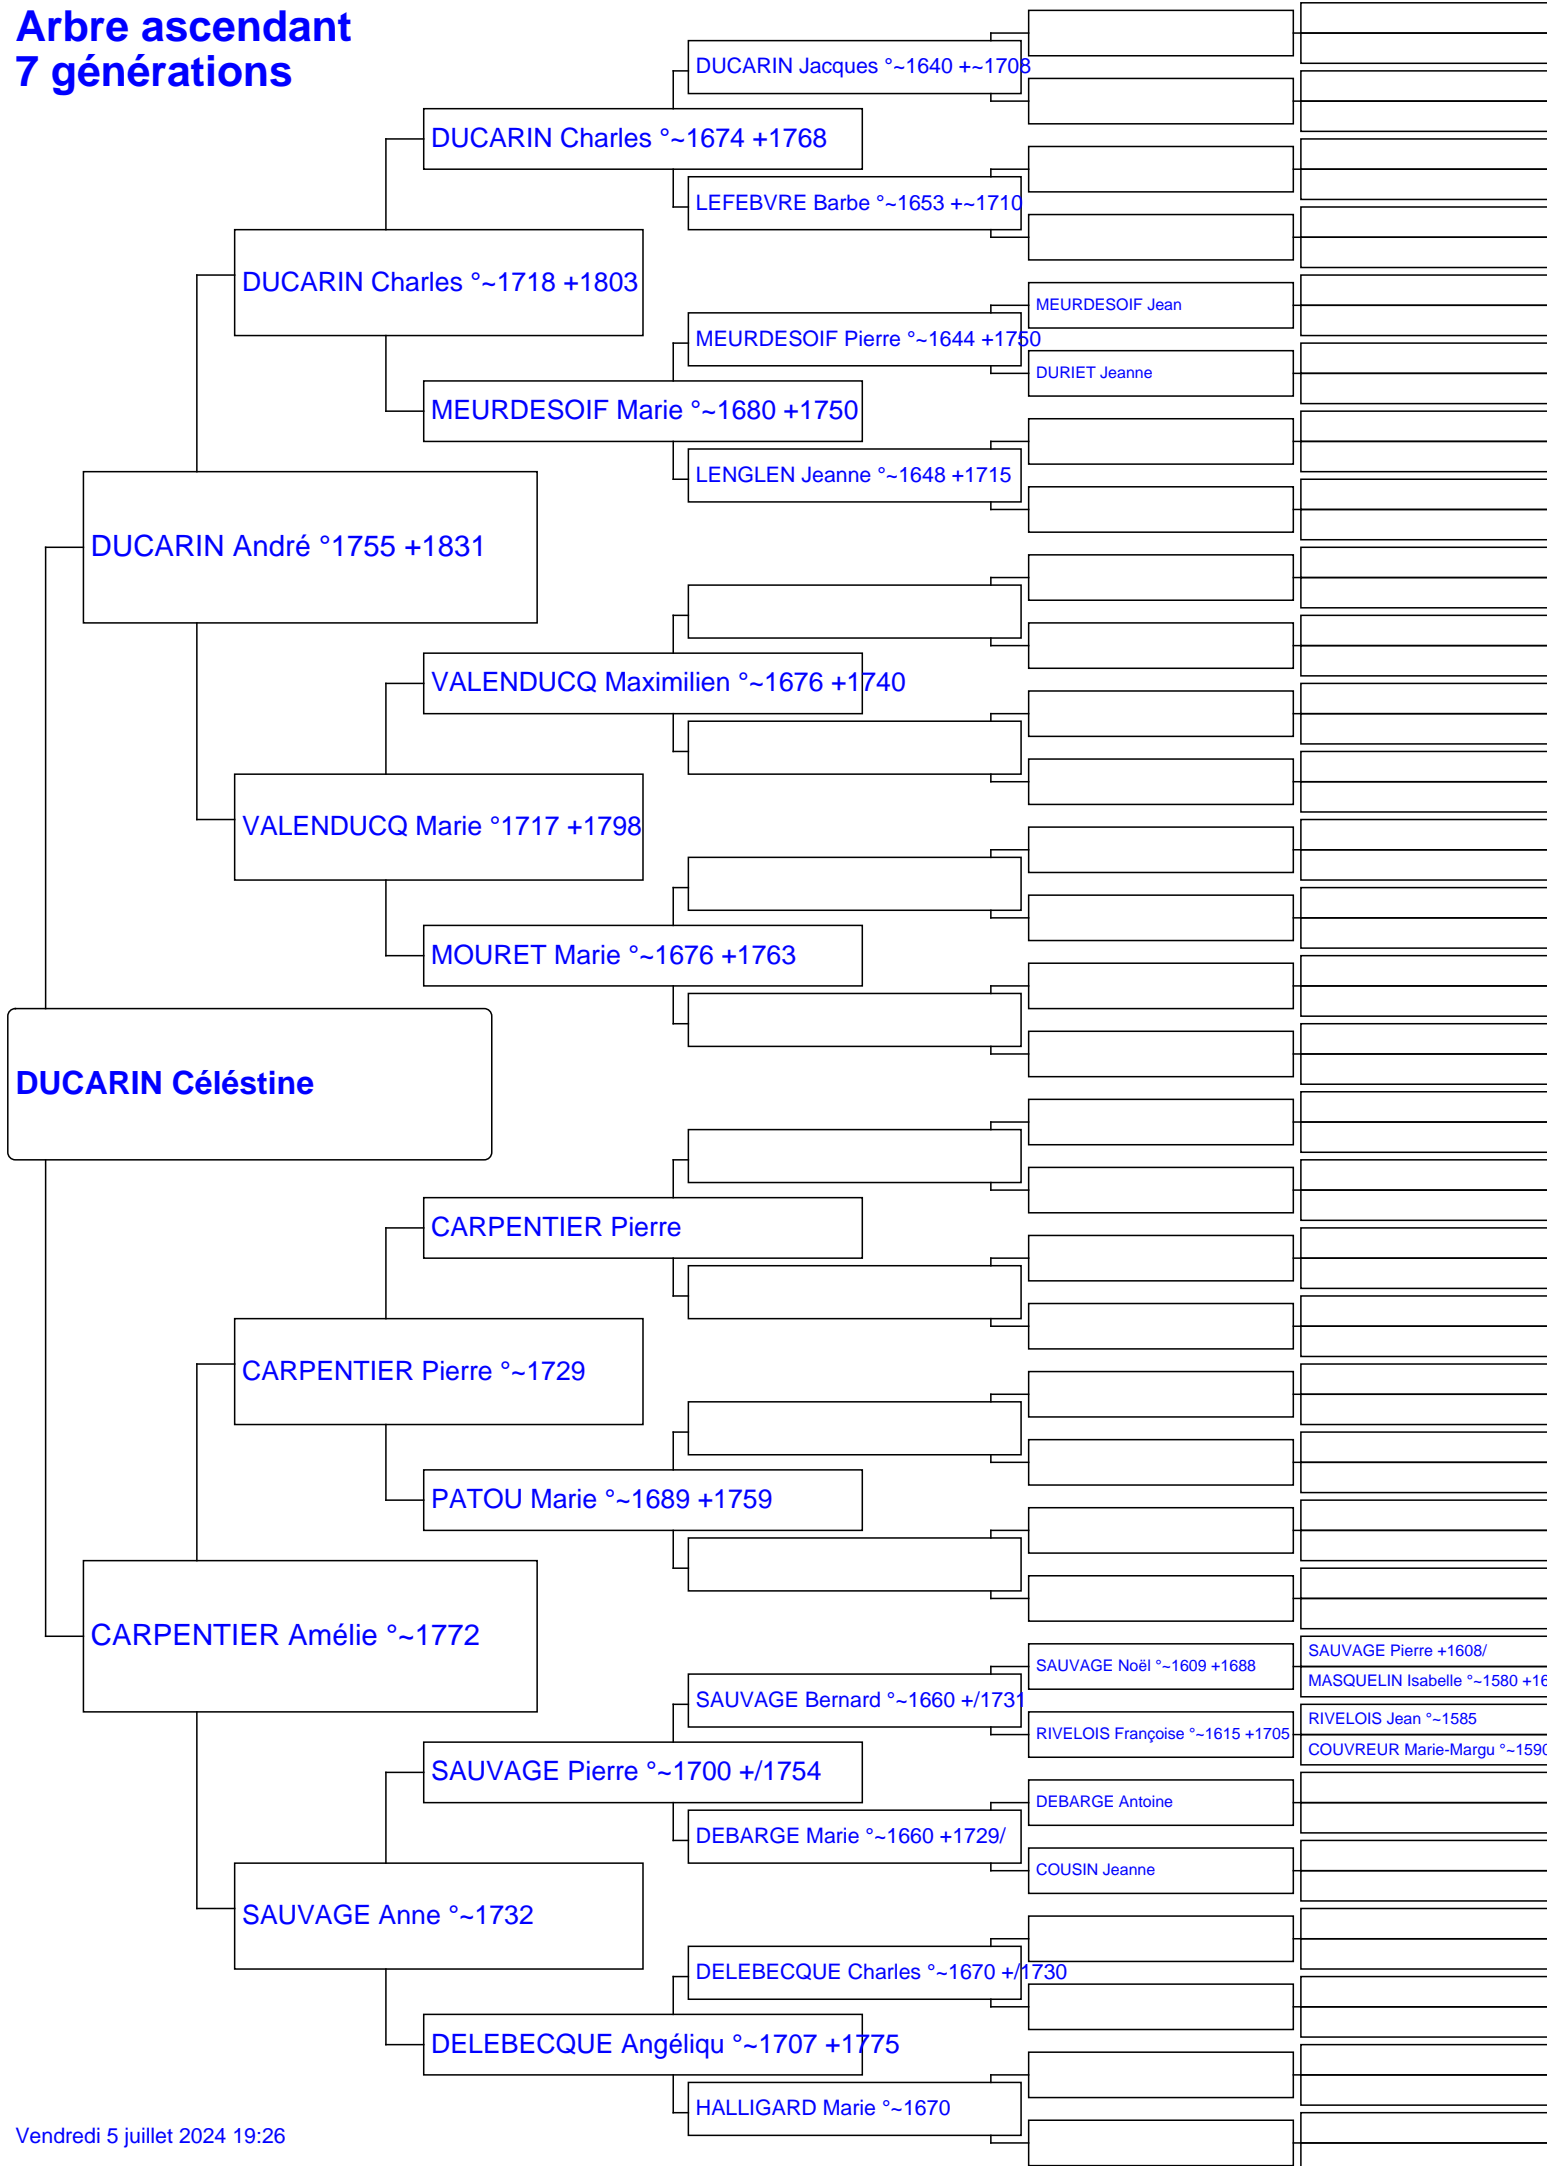 Arbre ascendant
7 générations
DUCARIN Jacques °~1640 +~1708
DUCARIN Charles °~1674 +1768
LEFEBVRE Barbe °~1653 +~1710
DUCARIN Charles °~1718 +1803
MEURDESOIF Jean
MEURDESOIF Pierre °~1644 +1750
DURIET Jeanne
MEURDESOIF Marie °~1680 +1750
LENGLEN Jeanne °~1648 +1715
DUCARIN André °1755 +1831
VALENDUCQ Maximilien °~1676 +1740
VALENDUCQ Marie °1717 +1798
MOURET Marie °~1676 +1763
DUCARIN Céléstine
CARPENTIER Pierre
CARPENTIER Pierre °~1729
PATOU Marie °~1689 +1759
CARPENTIER Amélie °~1772
SAUVAGE Pierre +1608/
SAUVAGE Noël °~1609 +1688
MASQUELIN Isabelle °~1580 +16
SAUVAGE Bernard °~1660 +/1731
RIVELOIS Jean °~1585
RIVELOIS Françoise °~1615 +1705
COUVREUR Marie-Margu °~1590
SAUVAGE Pierre °~1700 +/1754
DEBARGE Antoine
DEBARGE Marie °~1660 +1729/
COUSIN Jeanne
SAUVAGE Anne °~1732
DELEBECQUE Charles °~1670 +/1730
DELEBECQUE Angéliqu °~1707 +1775
HALLIGARD Marie °~1670
Vendredi 5 juillet 2024 19:26